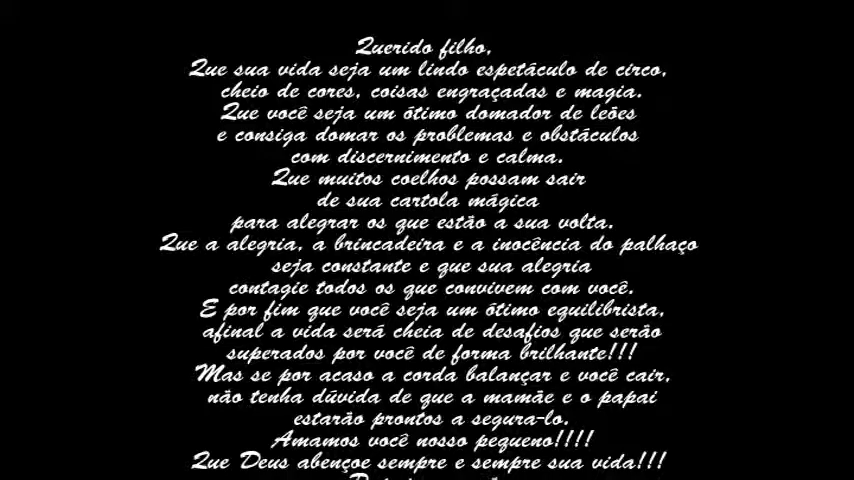 Querido filho,
Que sua vida seja um lindo espetáculo de circo,
cheio de cores, coisas engraçadas e magia.
Que você seja um ótimo domador de leões
e consiga domar os problemas e obstáculos
com discernimento e calma.
Que muitos coelhos possam sair
de sua cartola mágica
para alegrar os que estão a sua volta.
Que a alegria, a brincadeira e a inocência do palhaço
seja constante e que sua alegria
contagie todos os que convivem com você.
E por fim que você seja um ótimo equilibrista,
afinal a vida será cheia de desafios que serão
superados por você de forma brilhante!!!
Mas se por acaso a corda balançar e você cair,
não tenha dúvida de que a mamãe e o papai
estarão prontos a segura-lo.
Amamos você nosso pequeno!!!!
Que Deus abençoe sempre e sempre sua vida!!!